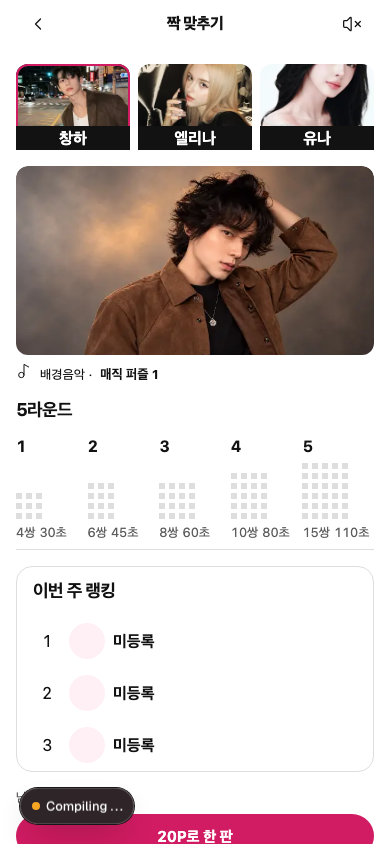 짝 맞추기
창하
엘리나
유나
배경음악 · 매직 퍼즐 1
5라운드
1 2 3 4 5
4쌍 30초 6쌍 45초 8쌍 60초 10쌍 80초 15쌍 110초
이번 주 랭킹
1 미등록
2 미등록
3 미등록
Compiling ...
20P로 한 판